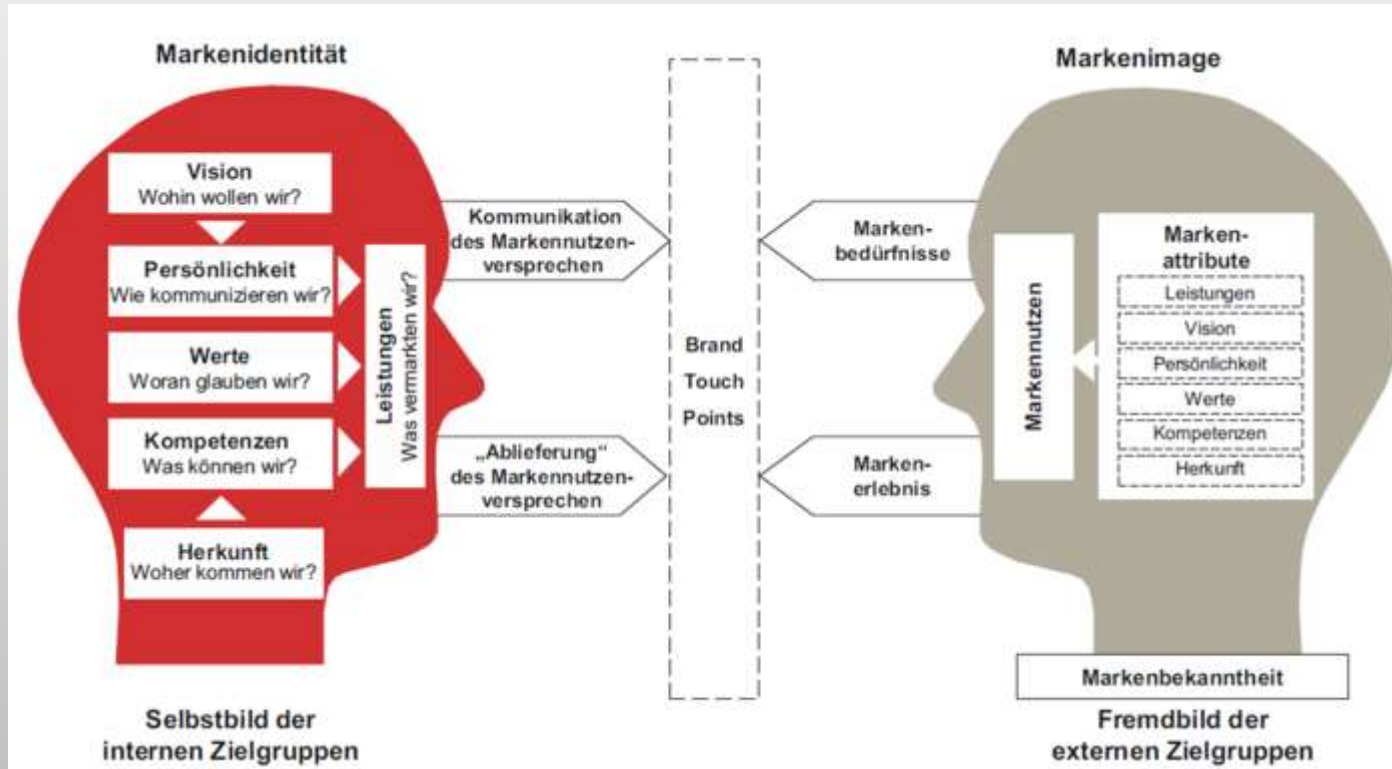 Markenidentität
Vision
Wohin wollen wir?
Persönlichkeit
Wie kommunizieren wir?
Werte
Woran glauben wir?
Kompetenzen
Was können wir?
Herkunft
Woher kommen wir?
Leistungen
Was vermarkten wir?
Selbstbild der
internen Zielgruppen
Kommunikation
des Markennutzen-
versprechen
„Ablieferung“
des Markennutzen-
versprechen
Brand
Touch
Points
Marken-
bedürfnisse
Marken-
erlebnis
Markenimage
Markennutzen
Marken-
attribute
Leistungen
Vision
Persönlichkeit
Werte
Kompetenzen
Herkunft
Markenbekanntheit
Fremdbild der
externen Zielgruppen